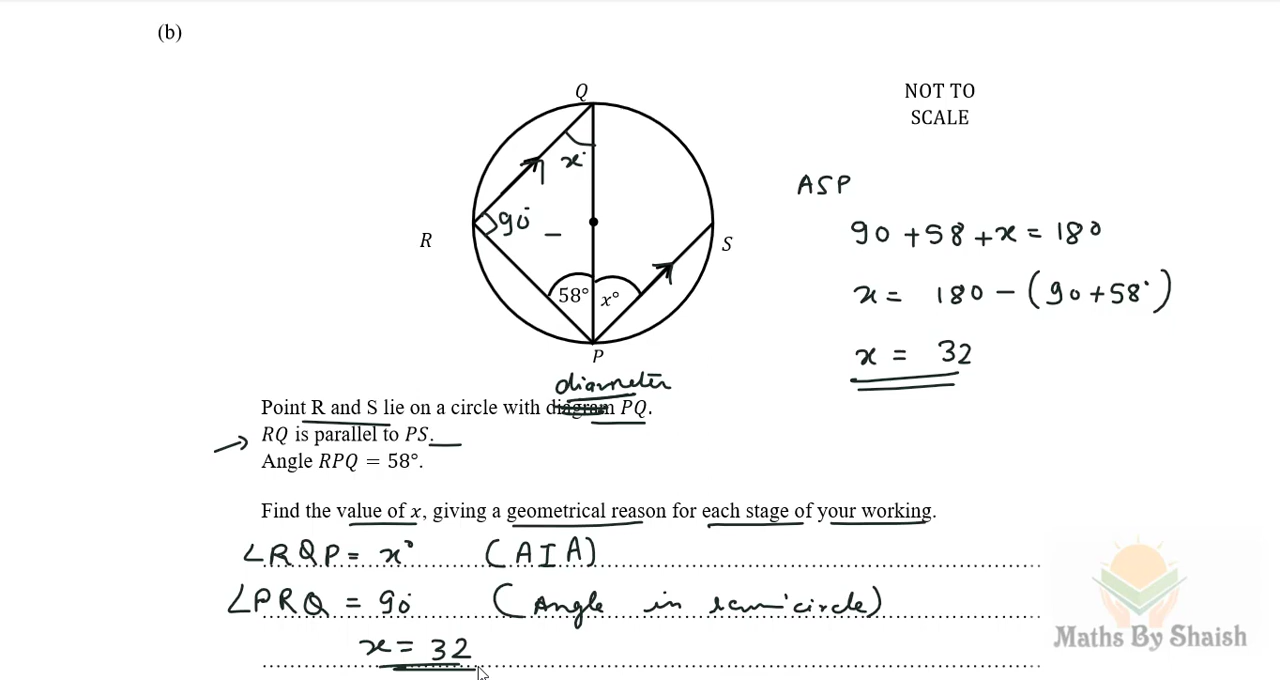 (b)
Q
NOT TO
SCALE
x°
ASP
90°
R
S
90 + 58 + x = 180
58°
x°
x = 180 - (90 + 58°)
P
x = 32
diameter
Point R and S lie on a circle with diagram PQ.
RQ is parallel to PS.
Angle RPQ = 58°.
Find the value of x, giving a geometrical reason for each stage of your working.
∠RQP = x° (AIA)
∠PRQ = 90° (Angle in semicircle)
x = 32
Maths By Shaish